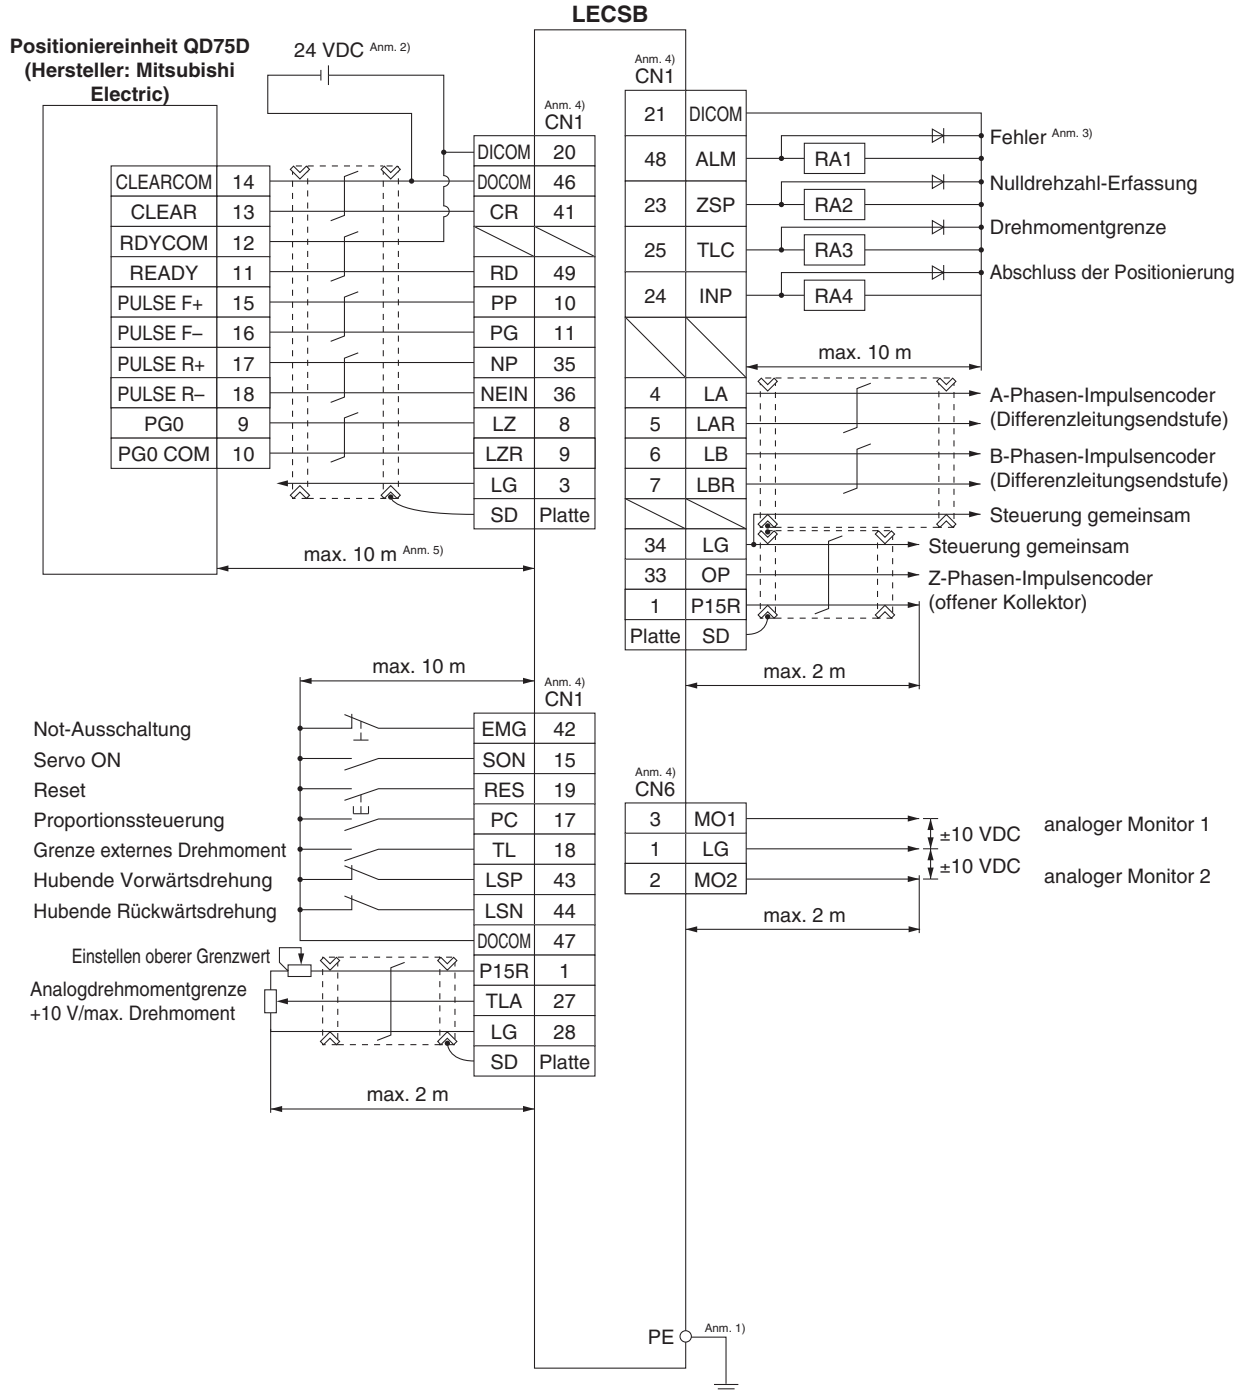 LECSB
Positioniereinheit QD75D
(Hersteller: Mitsubishi
Electric)
24 VDC Anm. 2)
Anm. 4)
CN1
DICOM 20
CLEARCOM 14 DOCOM 46
CLEAR 13 CR 41
RDYCOM 12
READY 11 RD 49
PULSE F+ 15 PP 10
PULSE F– 16 PG 11
PULSE R+ 17 NP 35
PULSE R– 18 NEIN 36
PG0 9 LZ 8
PG0 COM 10 LZR 9
LG 3
SD Platte
max. 10 m Anm. 5)
Anm. 4)
CN1
21 DICOM
Fehler Anm. 3)
48 ALM RA1
Nulldrehzahl-Erfassung
23 ZSP RA2
Drehmomentgrenze
25 TLC RA3
Abschluss der Positionierung
24 INP RA4
max. 10 m
4 LA A-Phasen-Impulsencoder
5 LAR (Differenzleitungsendstufe)
6 LB B-Phasen-Impulsencoder
7 LBR (Differenzleitungsendstufe)
Steuerung gemeinsam
34 LG Steuerung gemeinsam
33 OP Z-Phasen-Impulsencoder
1 P15R (offener Kollektor)
Platte SD
max. 2 m
max. 10 m
Anm. 4)
CN1
Not-Ausschaltung EMG 42
Servo ON SON 15
Reset RES 19
Proportionssteuerung PC 17
Grenze externes Drehmoment TL 18
Hubende Vorwärtsdrehung LSP 43
Hubende Rückwärtsdrehung LSN 44
DOCOM 47
Einstellen oberer Grenzwert P15R 1
Analogdrehmomentgrenze TLA 27
+10 V/max. Drehmoment
LG 28
SD Platte
max. 2 m
Anm. 4)
CN6
3 MO1 analoger Monitor 1
±10 VDC
1 LG
±10 VDC
2 MO2 analoger Monitor 2
max. 2 m
PE Anm. 1)